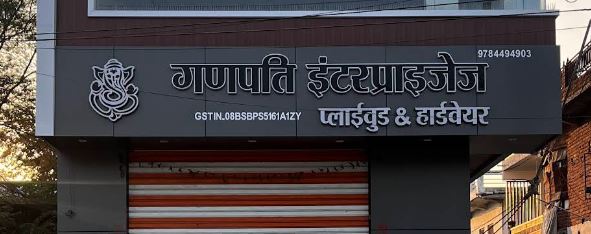 9784494903
गणपति इंटरप्राइजेज
GSTIN.08BSBPS5161A1ZY
प्लाईवुड & हार्डवेयर